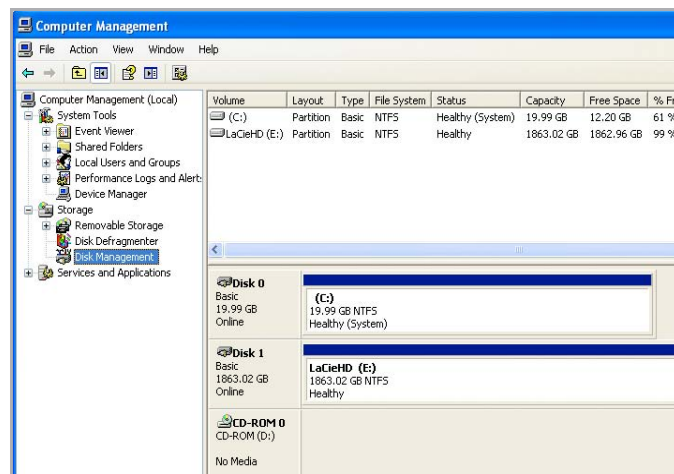 Computer Management
File Action View Window Help
Computer Management (Local)
System Tools
Event Viewer
Shared Folders
Local Users and Groups
Performance Logs and Alert
Device Manager
Storage
Removable Storage
Disk Defragmenter
Disk Management
Services and Applications
Volume Layout Type File System Status Capacity Free Space % Fr
(C:) Partition Basic NTFS Healthy (System) 19.99 GB 12.20 GB 61 %
LaCieHD (E:) Partition Basic NTFS Healthy 1863.02 GB 1862.96 GB 99 %
Disk 0
Basic
19.99 GB
Online
(C:)
19.99 GB NTFS
Healthy (System)
Disk 1
Basic
1863.02 GB
Online
LaCieHD (E:)
1863.02 GB NTFS
Healthy
CD-ROM 0
CD-ROM (D:)
No Media